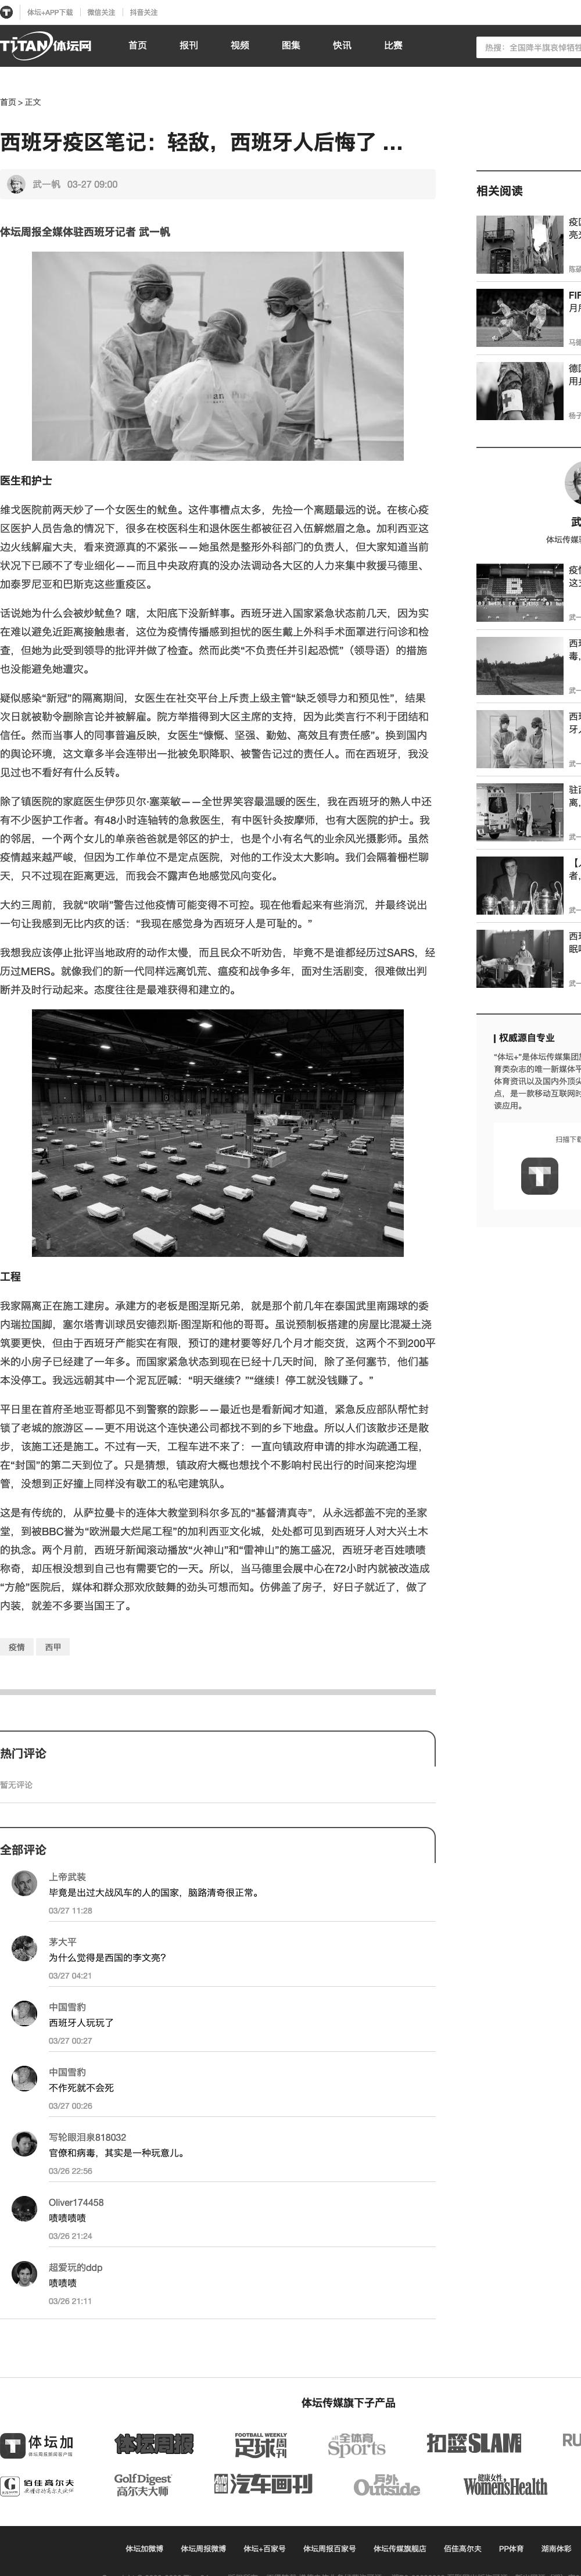 体坛+APP下载
微信关注
抖音关注
TiTAN体坛网
首页
报刊
视频
图集
快讯
比赛
热搜：全国降半旗哀悼牺牲
首页 > 正文
西班牙疫区笔记：轻敌，西班牙人后悔了 ...
武一帆 03-27 09:00
体坛周报全媒体驻西班牙记者 武一帆
医生和护士
维戈医院前两天炒了一个女医生的鱿鱼。这件事槽点太多，先捡一个离题最远的说。在核心疫
区医护人员告急的情况下，很多在校医科生和退休医生都被征召入伍解燃眉之急。加利西亚这
边火线解雇大夫，看来资源真的不紧张——她虽然是整形外科部门的负责人，但大家知道当前
状况下已顾不了专业细化——而且中央政府真的没办法调动各大区的人力来集中救援马德里、
加泰罗尼亚和巴斯克这些重疫区。
话说她为什么会被炒鱿鱼？嗐，太阳底下没新鲜事。西班牙进入国家紧急状态前几天，因为实
在难以避免近距离接触患者，这位为疫情传播感到担忧的医生戴上外科手术面罩进行问诊和检
查，但她为此受到领导的批评并做了检查。然而此类“不负责任并引起恐慌”（领导语）的措施
也没能避免她遭灾。
疑似感染“新冠”的隔离期间，女医生在社交平台上斥责上级主管“缺乏领导力和预见性”，结果
次日就被勒令删除言论并被解雇。院方举措得到大区主席的支持，因为此类言行不利于团结和
信任。然而当事人的同事普遍反映，女医生“慷慨、坚强、勤勉、高效且有责任感”。换到国内
的舆论环境，这文章多半会连带出一批被免职降职、被警告记过的责任人。而在西班牙，我没
见过也不看好有什么反转。
除了镇医院的家庭医生伊莎贝尔·塞莱敏——全世界笑容最温暖的医生，我在西班牙的熟人中还
有不少医护工作者。有48小时连轴转的急救医生，有中医针灸按摩师，也有大医院的护士。我
的邻居，一个两个女儿的单亲爸爸就是邻区的护士，也是个小有名气的业余风光摄影师。虽然
疫情越来越严峻，但因为工作单位不是定点医院，对他的工作没太大影响。我们会隔着栅栏聊
天，只不过现在距离更远，而我会不露声色地感觉风向变化。
大约三周前，我就“吹哨”警告过他疫情可能变得不可控。现在他看起来有些消沉，并最终说出
一句让我感到无比内疚的话：“我现在感觉身为西班牙人是可耻的。”
我想我应该停止批评当地政府的动作太慢，而且民众不听劝告，毕竟不是谁都经历过SARS，经
历过MERS。就像我们的新一代同样远离饥荒、瘟疫和战争多年，面对生活剧变，很难做出判
断并及时行动起来。态度往往是最难获得和建立的。
工程
我家隔离正在施工建房。承建方的老板是图涅斯兄弟，就是那个前几年在泰国武里南踢球的委
内瑞拉国脚，塞尔塔青训球员安德烈斯·图涅斯和他的哥哥。虽说预制板搭建的房屋比混凝土浇
筑要更快，但由于西班牙产能实在有限，预订的建材要等好几个月才能交货，这两个不到200平
米的小房子已经建了一年多。而国家紧急状态到现在已经十几天时间，除了圣何塞节，他们基
本没停工。我远远朝其中一个泥瓦匠喊：“明天继续？”“继续！停工就没钱赚了。”
平日里在首府圣地亚哥都见不到警察的踪影——最近也是看新闻才知道，紧急反应部队帮忙封
锁了老城的旅游区——更不用说这个连快递公司都找不到的乡下地盘。所以人们该散步还是散
步，该施工还是施工。不过有一天，工程车进不来了：一直向镇政府申请的排水沟疏通工程，
在“封国”的第二天到位了。只是猜想，镇政府大概也想找个不影响村民出行的时间来挖沟埋
管，没想到正好撞上同样没有歇工的私宅建筑队。
这是有传统的，从萨拉曼卡的连体大教堂到科尔多瓦的“基督清真寺”，从永远都盖不完的圣家
堂，到被BBC誉为“欧洲最大烂尾工程”的加利西亚文化城，处处都可见到西班牙人对大兴土木
的执念。两个月前，西班牙新闻滚动播放“火神山”和“雷神山”的施工盛况，西班牙老百姓啧啧
称奇，却压根没想到自己也有需要它的一天。所以，当马德里会展中心在72小时内就被改造成
“方舱”医院后，媒体和群众那欢欣鼓舞的劲头可想而知。仿佛盖了房子，好日子就近了，做了
内装，就差不多要当国王了。
疫情
西甲
热门评论
暂无评论
全部评论
上帝武装
毕竟是出过大战风车的人的国家，脑路清奇很正常。
03/27 11:28
茅大平
为什么觉得是西国的李文亮？
03/27 04:21
中国雪豹
西班牙人玩玩了
03/27 00:27
中国雪豹
不作死就不会死
03/27 00:26
写轮眼泪泉818032
官僚和病毒，其实是一种玩意儿。
03/26 22:56
Oliver174458
啧啧啧啧
03/26 21:24
超爱玩的ddp
啧啧啧
03/26 21:11
相关阅读
疫
亮
FIF
月
德
用
杨子
武
体坛传媒
疫情
这
武一
西班
毒，
武一
西班
牙
武一
驻
离，
武一
者，
武一
西班
眠
武一
权威源自专业
“体坛+”是体坛传媒集团
育类杂志的唯一新媒体
体育资讯以及国内外顶
点，是一款移动互联网
读应用。
扫描下
体坛传媒旗下子产品
体坛加
体坛周报新闻客户端
体坛周报
FOOTBALL WEEKLY
足球周刊
全体育
Sports
扣篮SLAM
RU
佰佳高尔夫
Golf Digest
高尔夫大师
汽车画刊
户外
Outside
健康女性
Women'sHealth
体坛加微博
体坛周报微博
体坛+百家号
体坛周报百家号
体坛传媒旗舰店
佰佳高尔夫
PP体育
湖南体彩